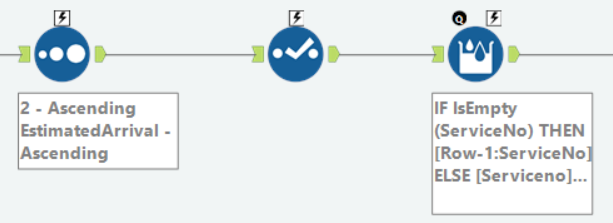 Q
2 - Ascending
EstimatedArrival -
Ascending
IF IsEmpty
(ServiceNo) THEN
[Row-1:ServiceNo]
ELSE [Serviceno]...